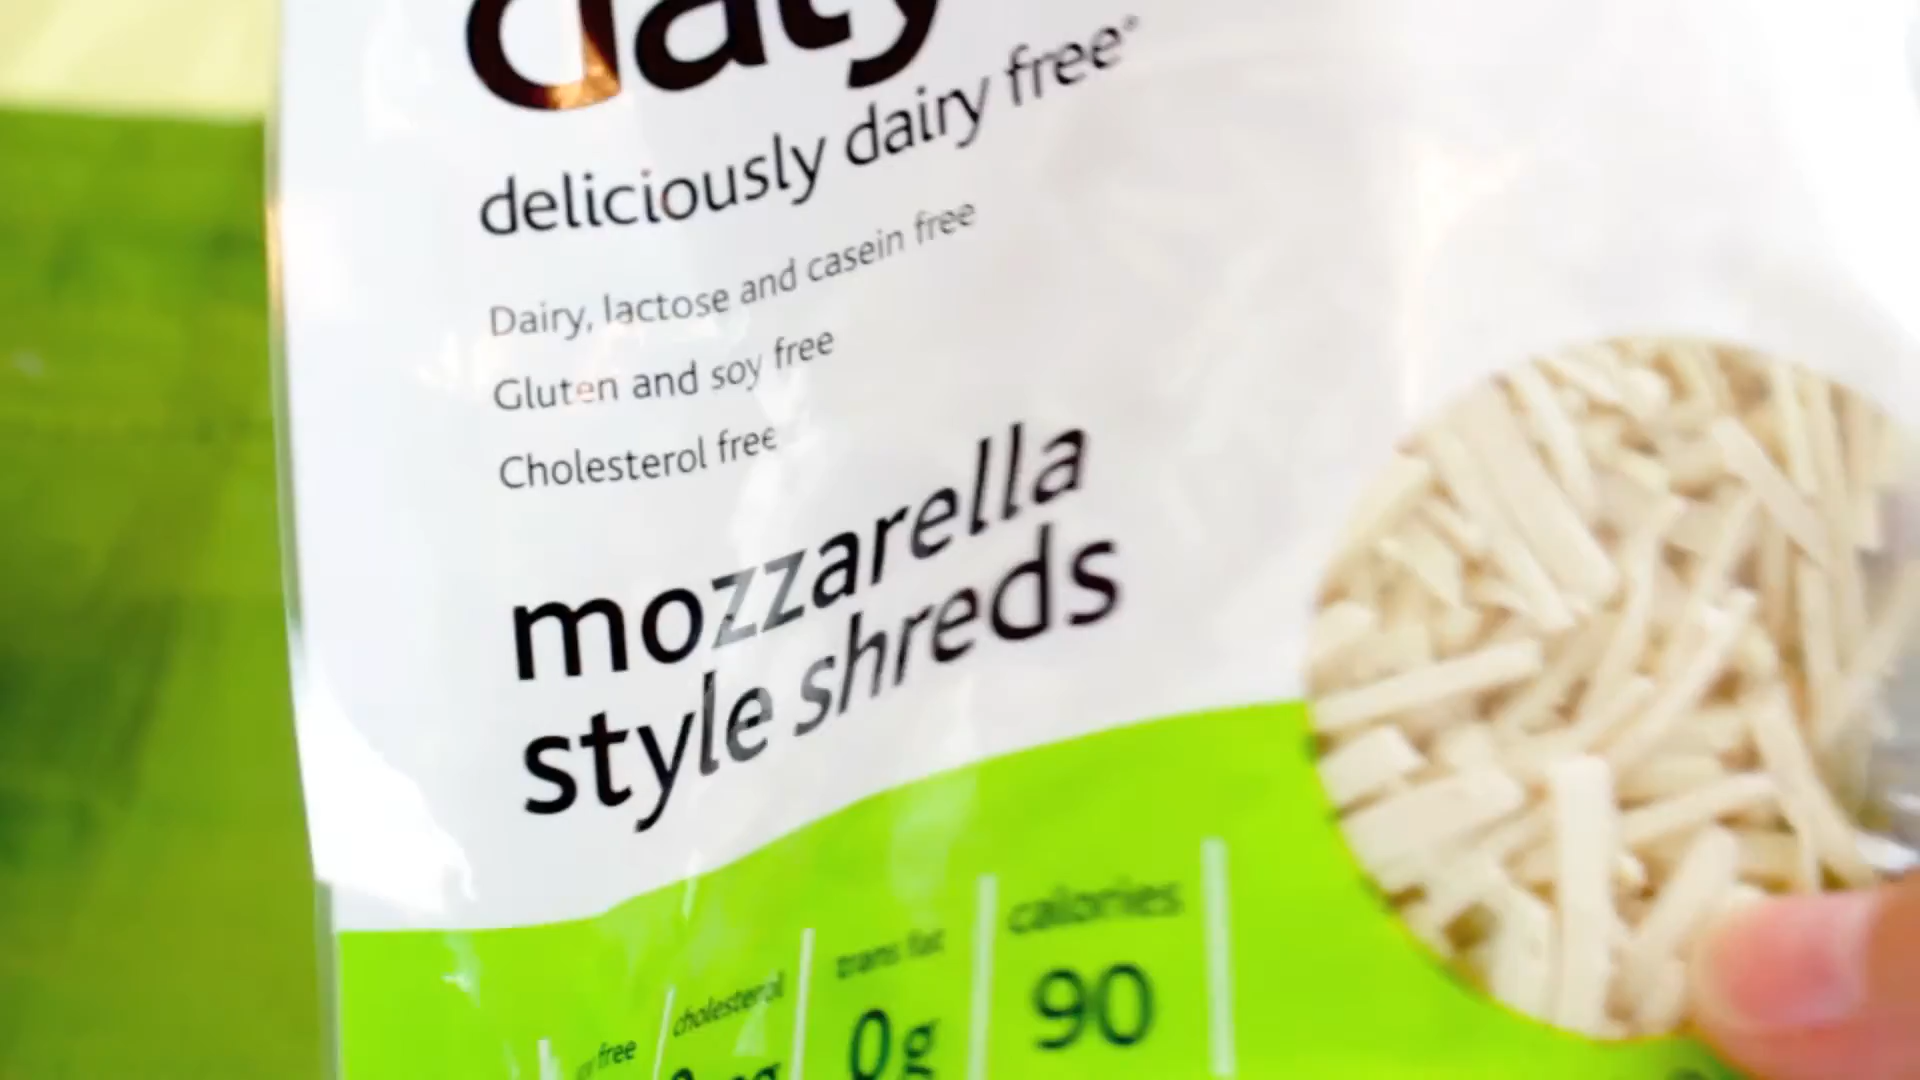 deliciously dairy free*
Dairy, lactose and casein free
Gluten and soy free
Cholesterol free
mozzarella
style shreds
free
cholesterol
trans fat
0g
calories
90